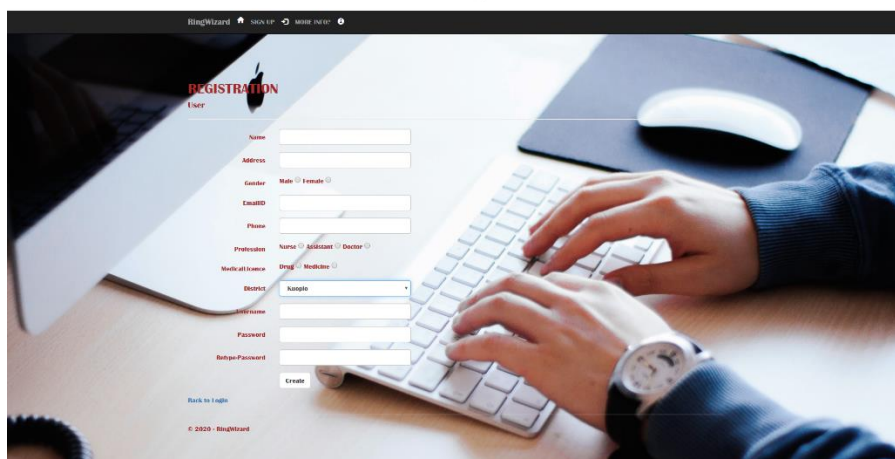 RingWizard SIGN UP MORE INFO?
REGISTRATION
User
Name
Address
Gender Male Female
EmailID
Phone
Profession Nurse Assistant Doctor
Medical Licence Drug Medicine
District Kuopio
Username
Password
Retype-Password
Create
Back to Login
© 2020 - RingWizard